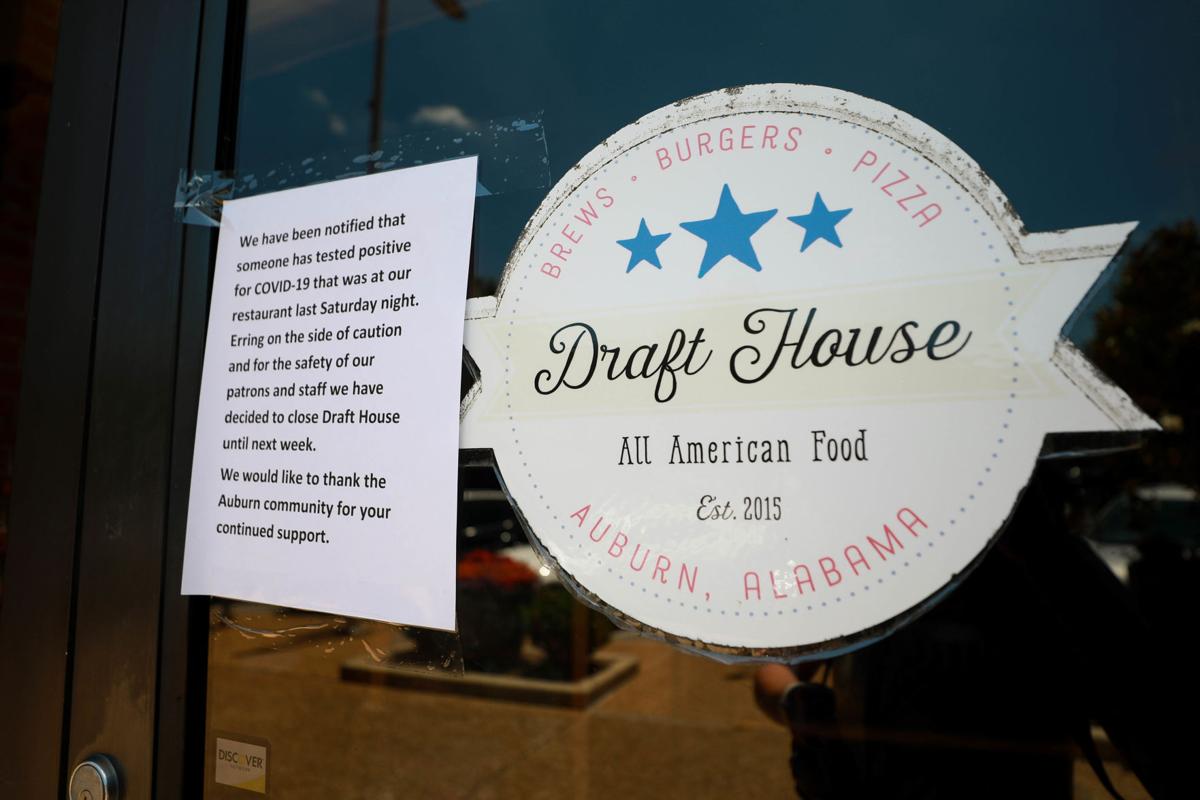 We have been notified that
someone has tested positive
for COVID-19 that was at our
restaurant last Saturday night.
Erring on the side of caution
and for the safety of our
patrons and staff we have
decided to close Draft House
until next week.
We would like to thank the
Auburn community for your
continued support.
BREWS • BURGERS • PIZZA
Draft House
All American Food
Est. 2015
AUBURN, ALABAMA
DISCOVER
NETWORK